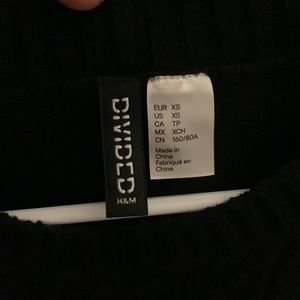 DIVIDED
H&M
EUR XS
US XS
CA TP
MX XCH
CN 160/80A
Made in
China
Fabriqué en
Chine